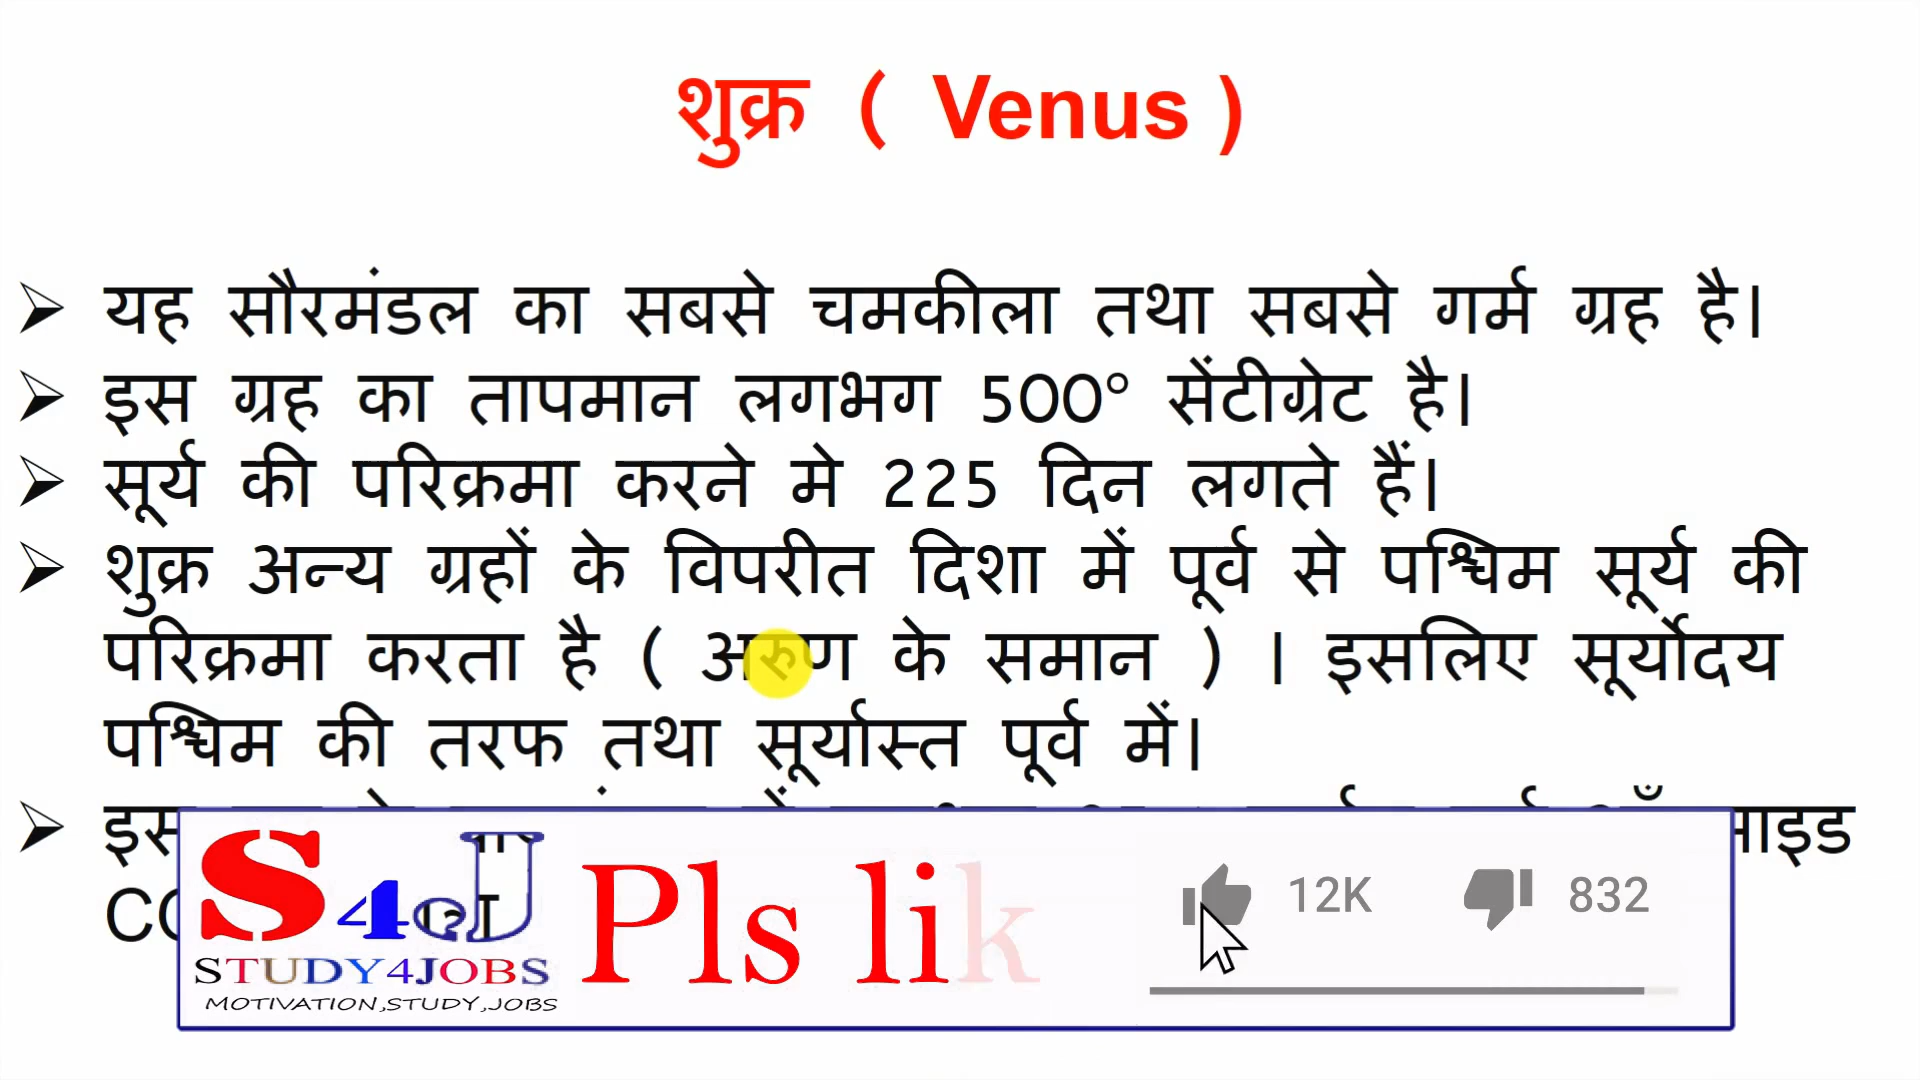 शुक्र ( Venus )
➢ यह सौरमंडल का सबसे चमकीला तथा सबसे गर्म ग्रह है।
➢ इस ग्रह का तापमान लगभग 500° सेंटीग्रेट है।
➢ सूर्य की परिक्रमा करने मे 225 दिन लगते हैं।
➢ शुक्र अन्य ग्रहों के विपरीत दिशा में पूर्व से पश्चिम सूर्य की
परिक्रमा करता है ( अरुण के समान ) । इसलिए सूर्योदय
पश्चिम की तरफ तथा सूर्यास्त पूर्व में।
S4J
Pls lik
12K
832
STUDY4JOBS
MOTIVATION,STUDY,JOBS